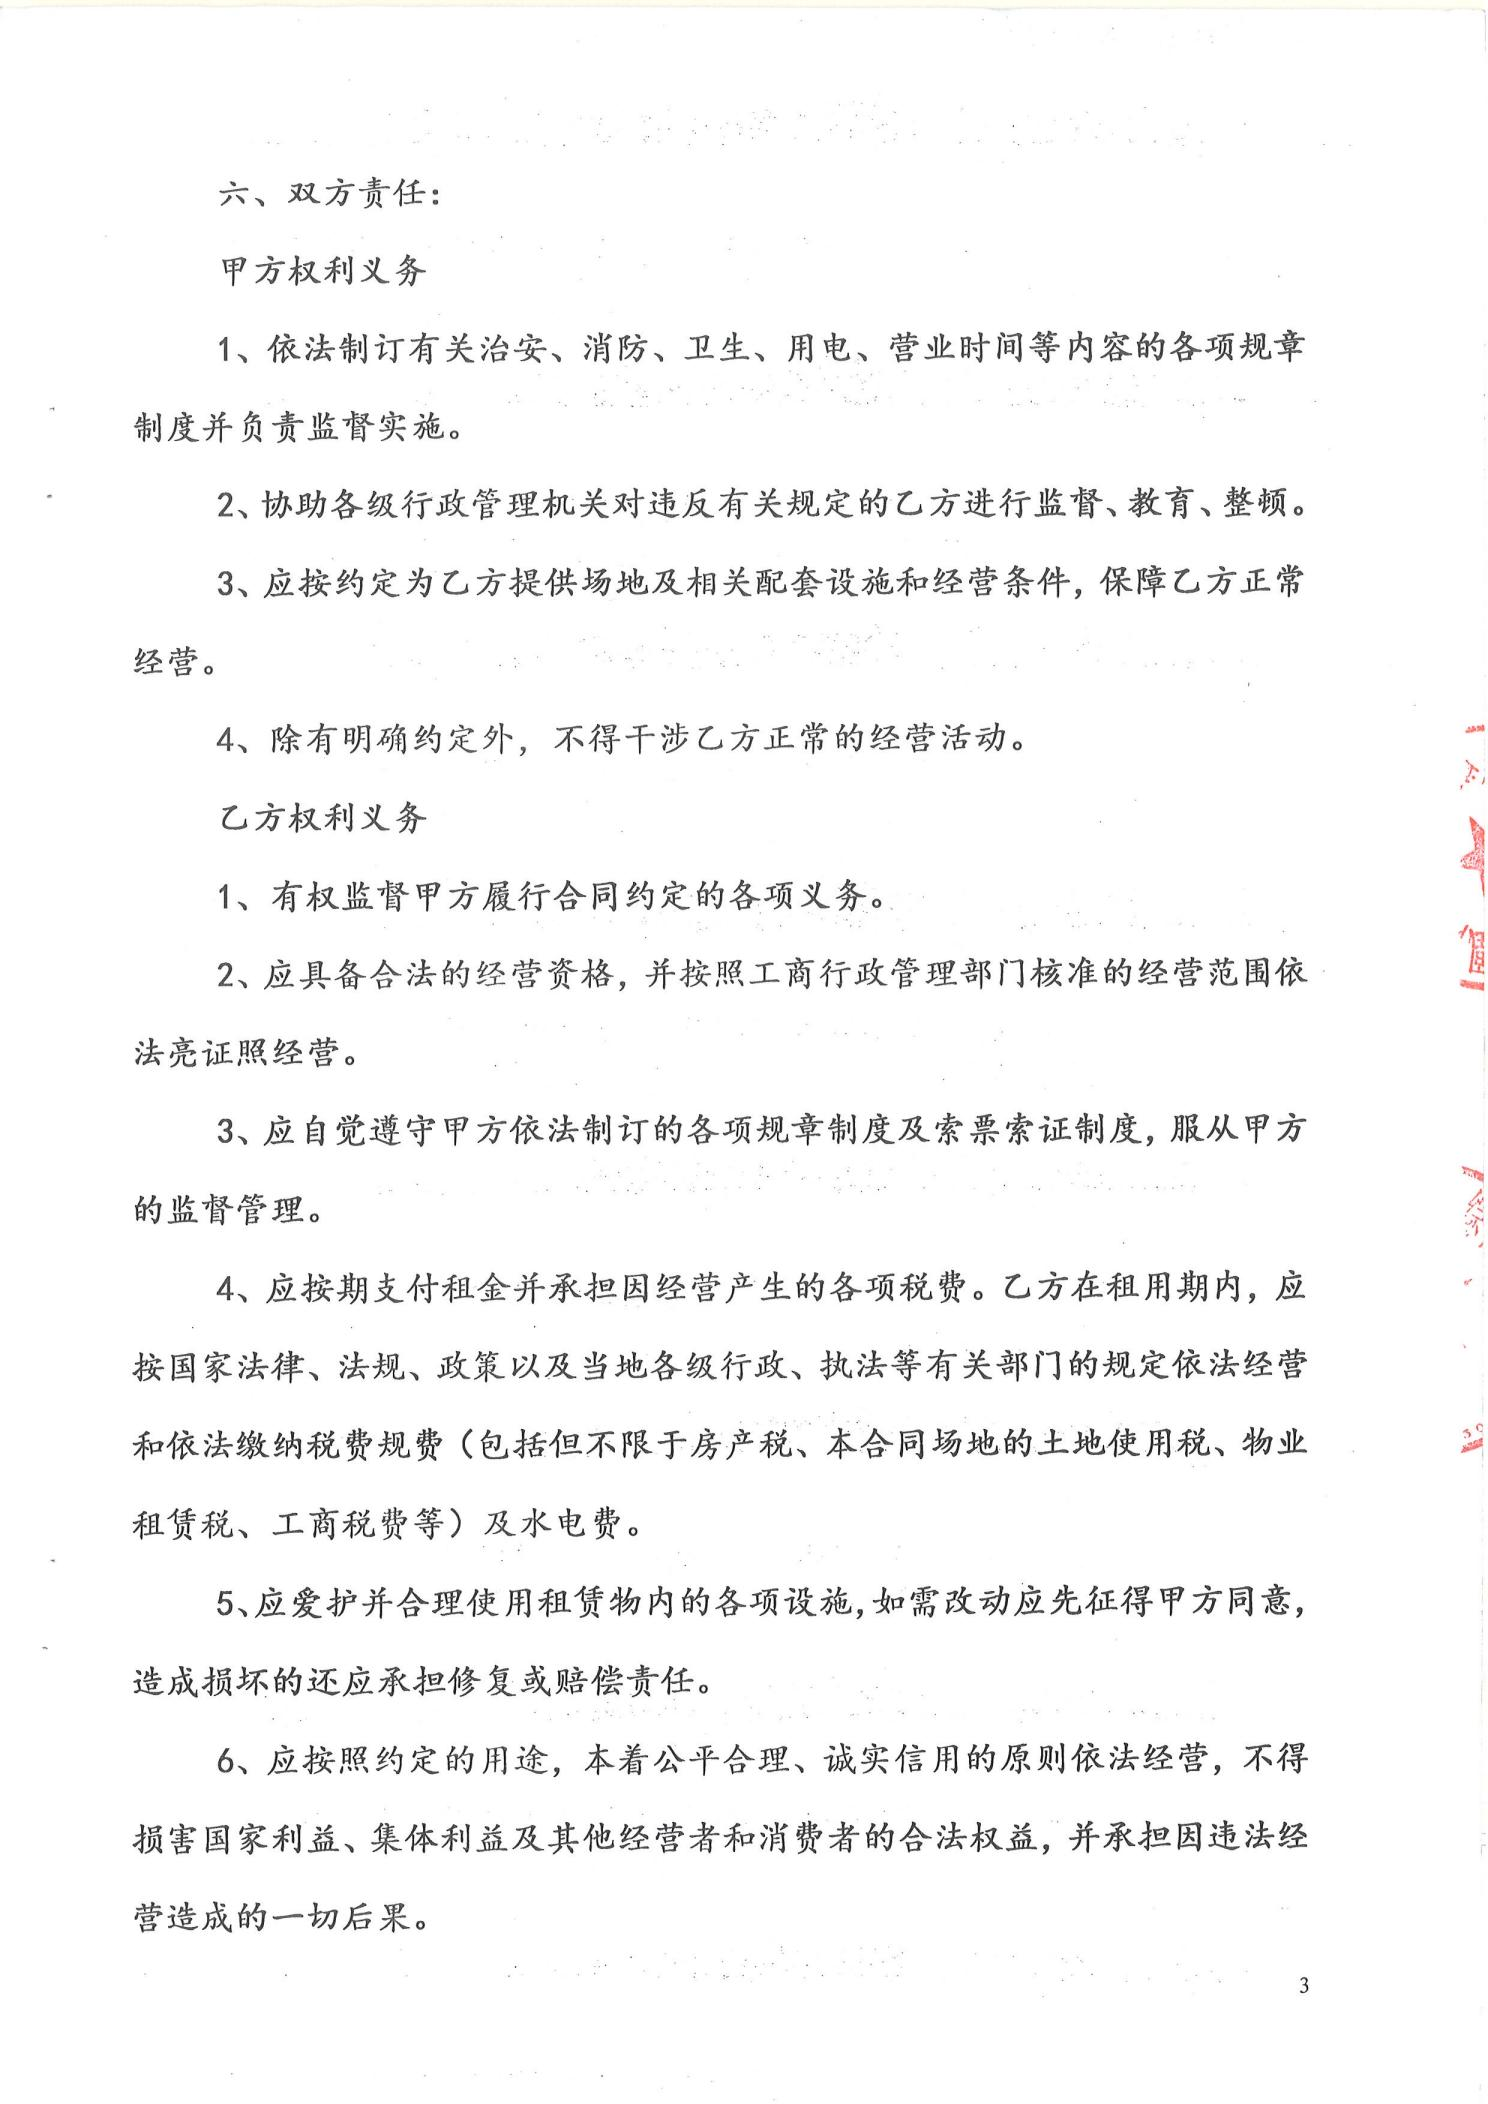 六、双方责任：
甲方权利义务
1、依法制订有关治安、消防、卫生、用电、营业时间等内容的各项规章
制度并负责监督实施。
2、协助各级行政管理机关对违反有关规定的乙方进行监督、教育、整顿。
3、应按约定为乙方提供场地及相关配套设施和经营条件，保障乙方正常
经营。
4、除有明确约定外，不得干涉乙方正常的经营活动。
乙方权利义务
1、有权监督甲方履行合同约定的各项义务。
2、应具备合法的经营资格，并按照工商行政管理部门核准的经营范围依
法亮证照经营。
3、应自觉遵守甲方依法制订的各项规章制度及索票索证制度，服从甲方
的监督管理。
4、应按期支付租金并承担因经营产生的各项税费。乙方在租用期内，应
按国家法律、法规、政策以及当地各级行政、执法等有关部门的规定依法经营
和依法缴纳税费规费（包括但不限于房产税、本合同场地的土地使用税、物业
租赁税、工商税费等）及水电费。
5、应爱护并合理使用租赁物内的各项设施，如需改动应先征得甲方同意，
造成损坏的还应承担修复或赔偿责任。
6、应按照约定的用途，本着公平合理、诚实信用的原则依法经营，不得
损害国家利益、集体利益及其他经营者和消费者的合法权益，并承担因违法经
营造成的一切后果。
3